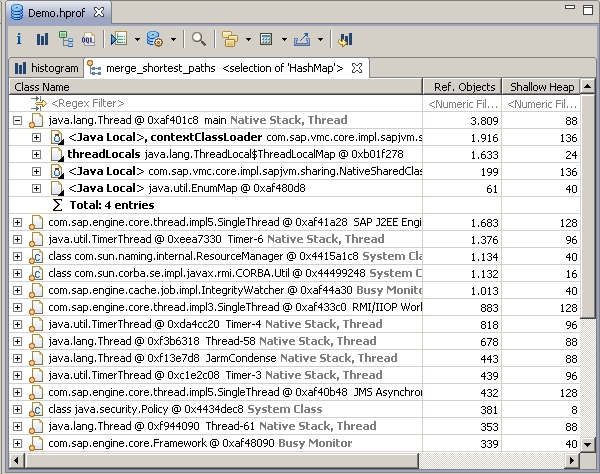 Demo.hprof
i OQL
histogram merge_shortest_paths <selection of 'HashMap'>
Class Name Ref. Objects Shallow Heap
<Regex Filter> <Numeric Fil... <Numeric Fil...
java.lang.Thread @ 0xaf401c8 main Native Stack, Thread 3.809 88
<Java Local>, contextClassLoader com.sap.vmc.core.impl.sapjvm.s 1.916 136
threadLocals java.lang.ThreadLocal$ThreadLocalMap @ 0xb01f278 1.633 24
<Java Local> com.sap.vmc.core.impl.sapjvm.sharing.NativeSharedClas 199 136
<Java Local> java.util.EnumMap @ 0xaf480d8 61 40
Σ Total: 4 entries
com.sap.engine.core.thread.impl5.SingleThread @ 0xaf41a28 SAP J2EE Engi 1.683 128
java.util.TimerThread @ 0xeea7330 Timer-6 Native Stack, Thread 1.376 96
class com.sun.naming.internal.ResourceManager @ 0x4415a1c8 System C 1.134 40
class com.sun.corba.se.impl.javax.rmi.CORBA.Util @ 0x44499248 System C 1.132 16
com.sap.engine.cache.job.impl.IntegrityWatcher @ 0xaf44a30 Busy Monito 1.013 40
com.sap.engine.core.thread.impl3.SingleThread @ 0xaf433c0 RMI/IIOP Wor 883 128
java.util.TimerThread @ 0xda4cc20 Timer-4 Native Stack, Thread 818 96
java.lang.Thread @ 0xf3b6318 Thread-58 Native Stack, Thread 678 88
java.lang.Thread @ 0xf13e7d8 JarmCondense Native Stack, Thread 443 88
java.util.TimerThread @ 0xc1e2c08 Timer-3 Native Stack, Thread 439 96
com.sap.engine.core.thread.impl5.SingleThread @ 0xaf40b48 JMS Asynchror 432 128
class java.security.Policy @ 0x4434dec8 System Class 381 8
java.lang.Thread @ 0xf944090 Thread-61 Native Stack, Thread 353 88
com.sap.engine.core.Framework @ 0xaf48090 Busy Monitor 339 40